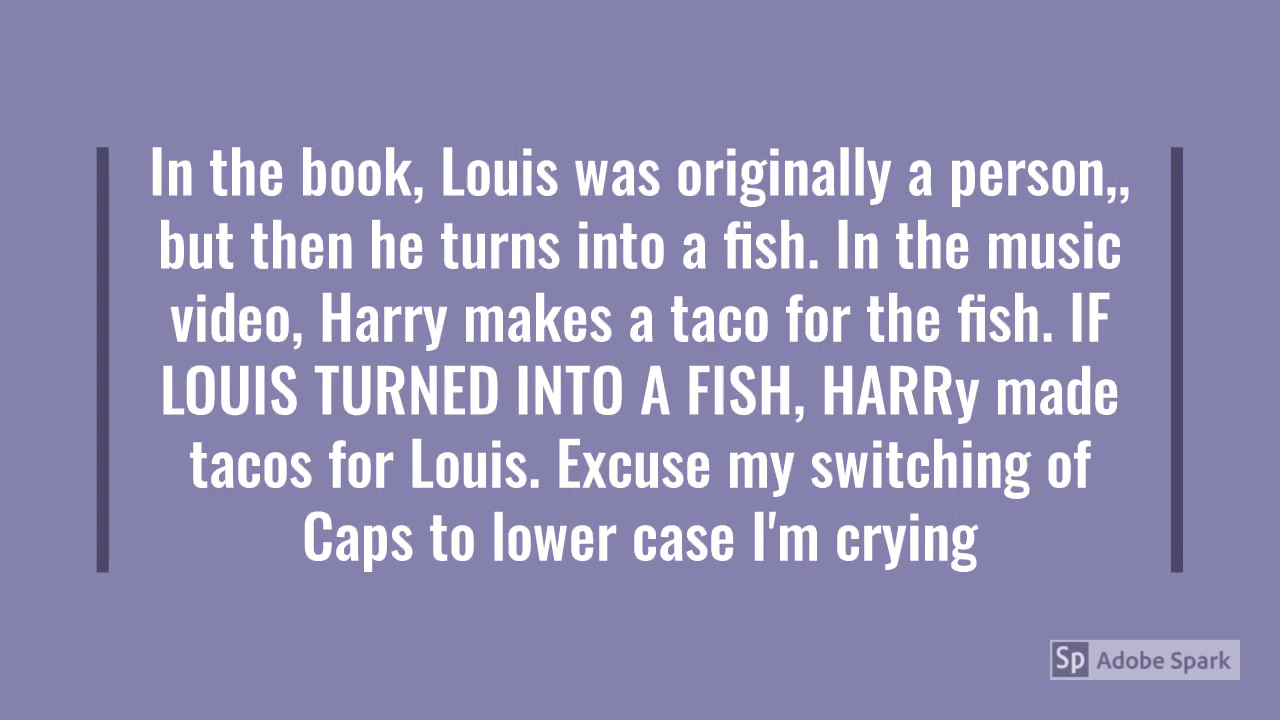 In the book, Louis was originally a person,,
but then he turns into a fish. In the music
video, Harry makes a taco for the fish. IF
LOUIS TURNED INTO A FISH, HARRy made
tacos for Louis. Excuse my switching of
Caps to lower case I'm crying
Sp Adobe Spark